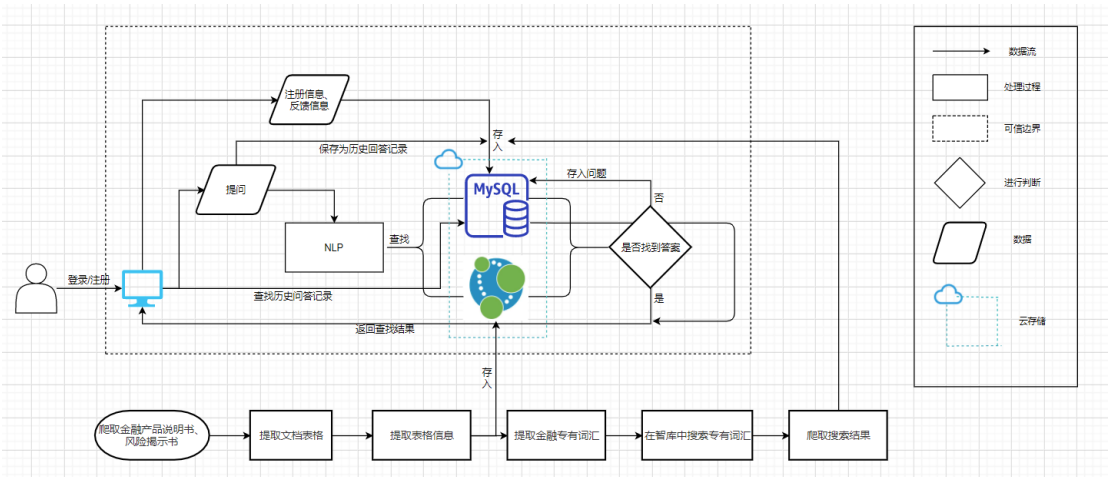 注册信息、
反馈信息
存
入
保存为历史回答记录
提问
MySQL
存入问题
否
NLP
查找
是否找到答案
登录/注册
查找历史问答记录
是
返回查找结果
存
入
爬取金融产品说明书、
风险揭示书
提取文档表格
提取表格信息
提取金融专有词汇
在智库中搜索专有词汇
爬取搜索结果
数据流
处理过程
可信边界
进行判断
数据
云存储